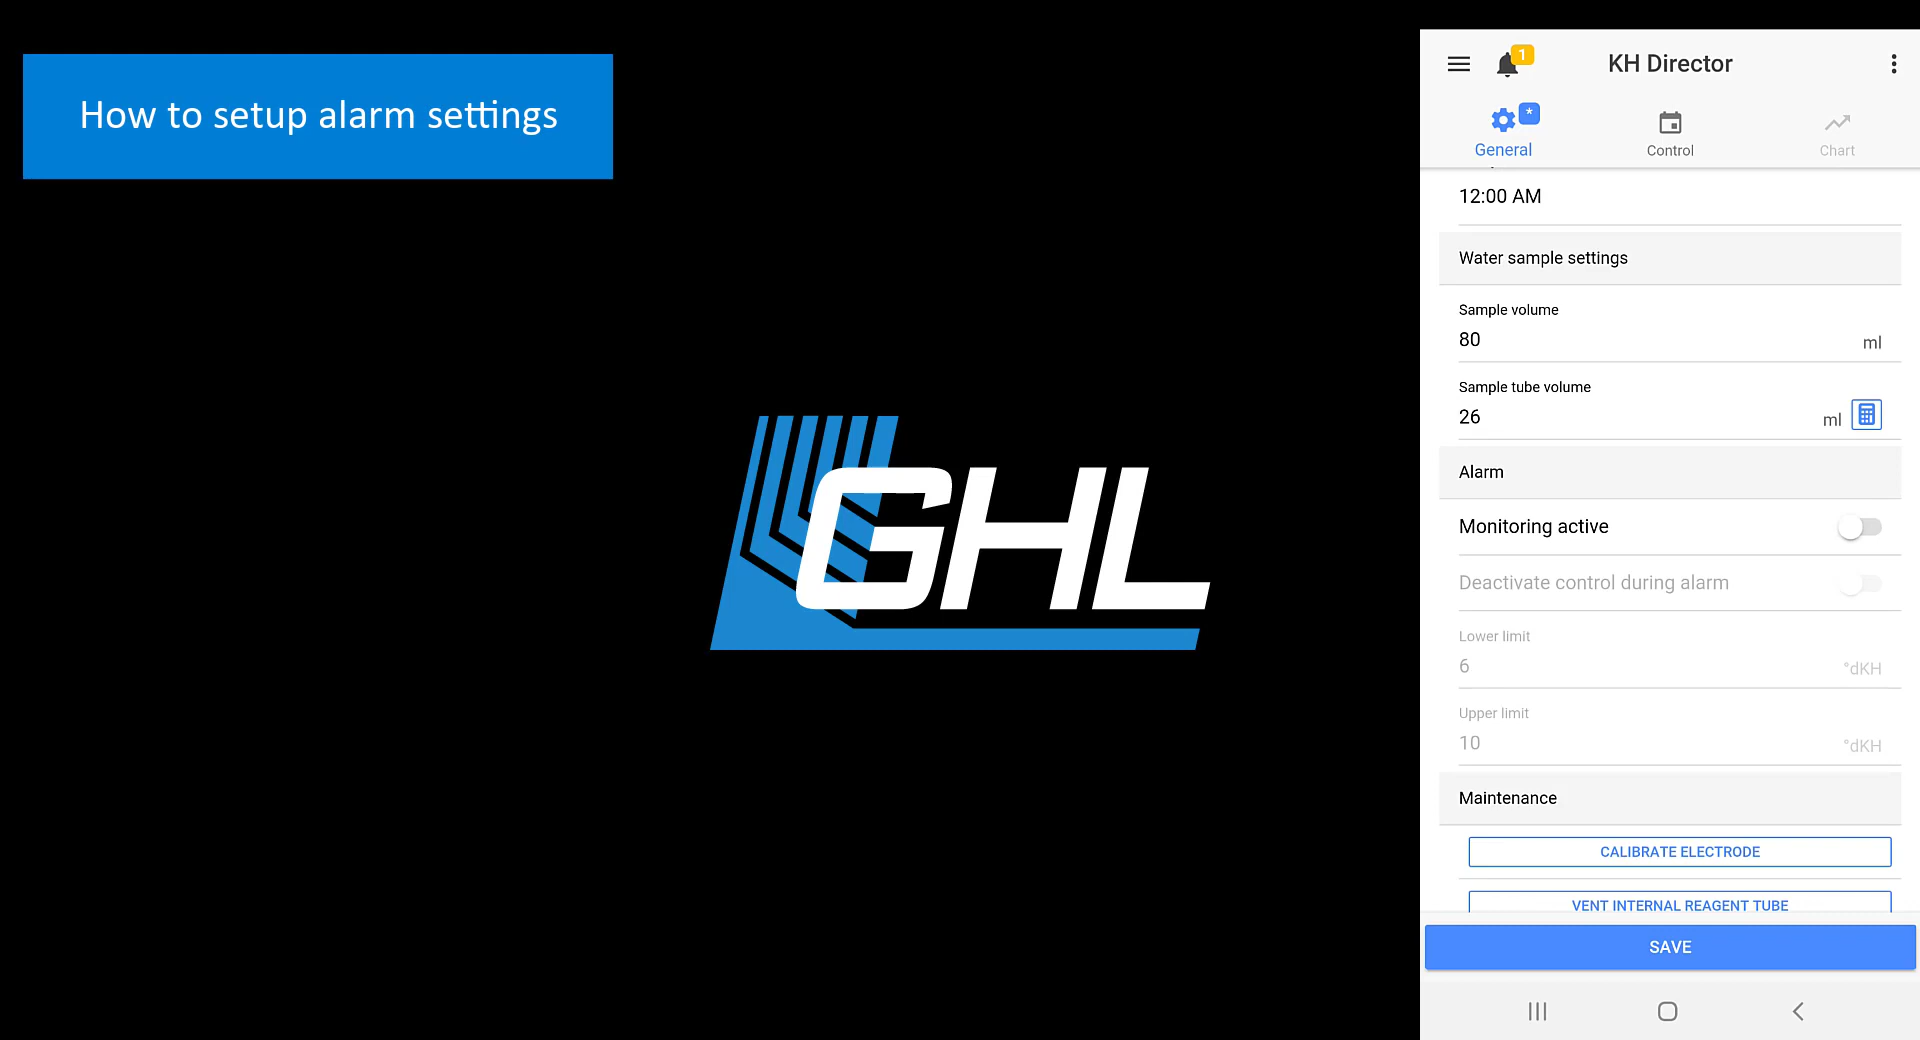 How to setup alarm settings
GHL
1
KH Director
*
General
Control
Chart
12:00 AM
Water sample settings
Sample volume
80 ml
Sample tube volume
26 ml
Alarm
Monitoring active
Deactivate control during alarm
Lower limit
6 °dKH
Upper limit
10 °dKH
Maintenance
CALIBRATE ELECTRODE
VENT INTERNAL REAGENT TUBE
SAVE